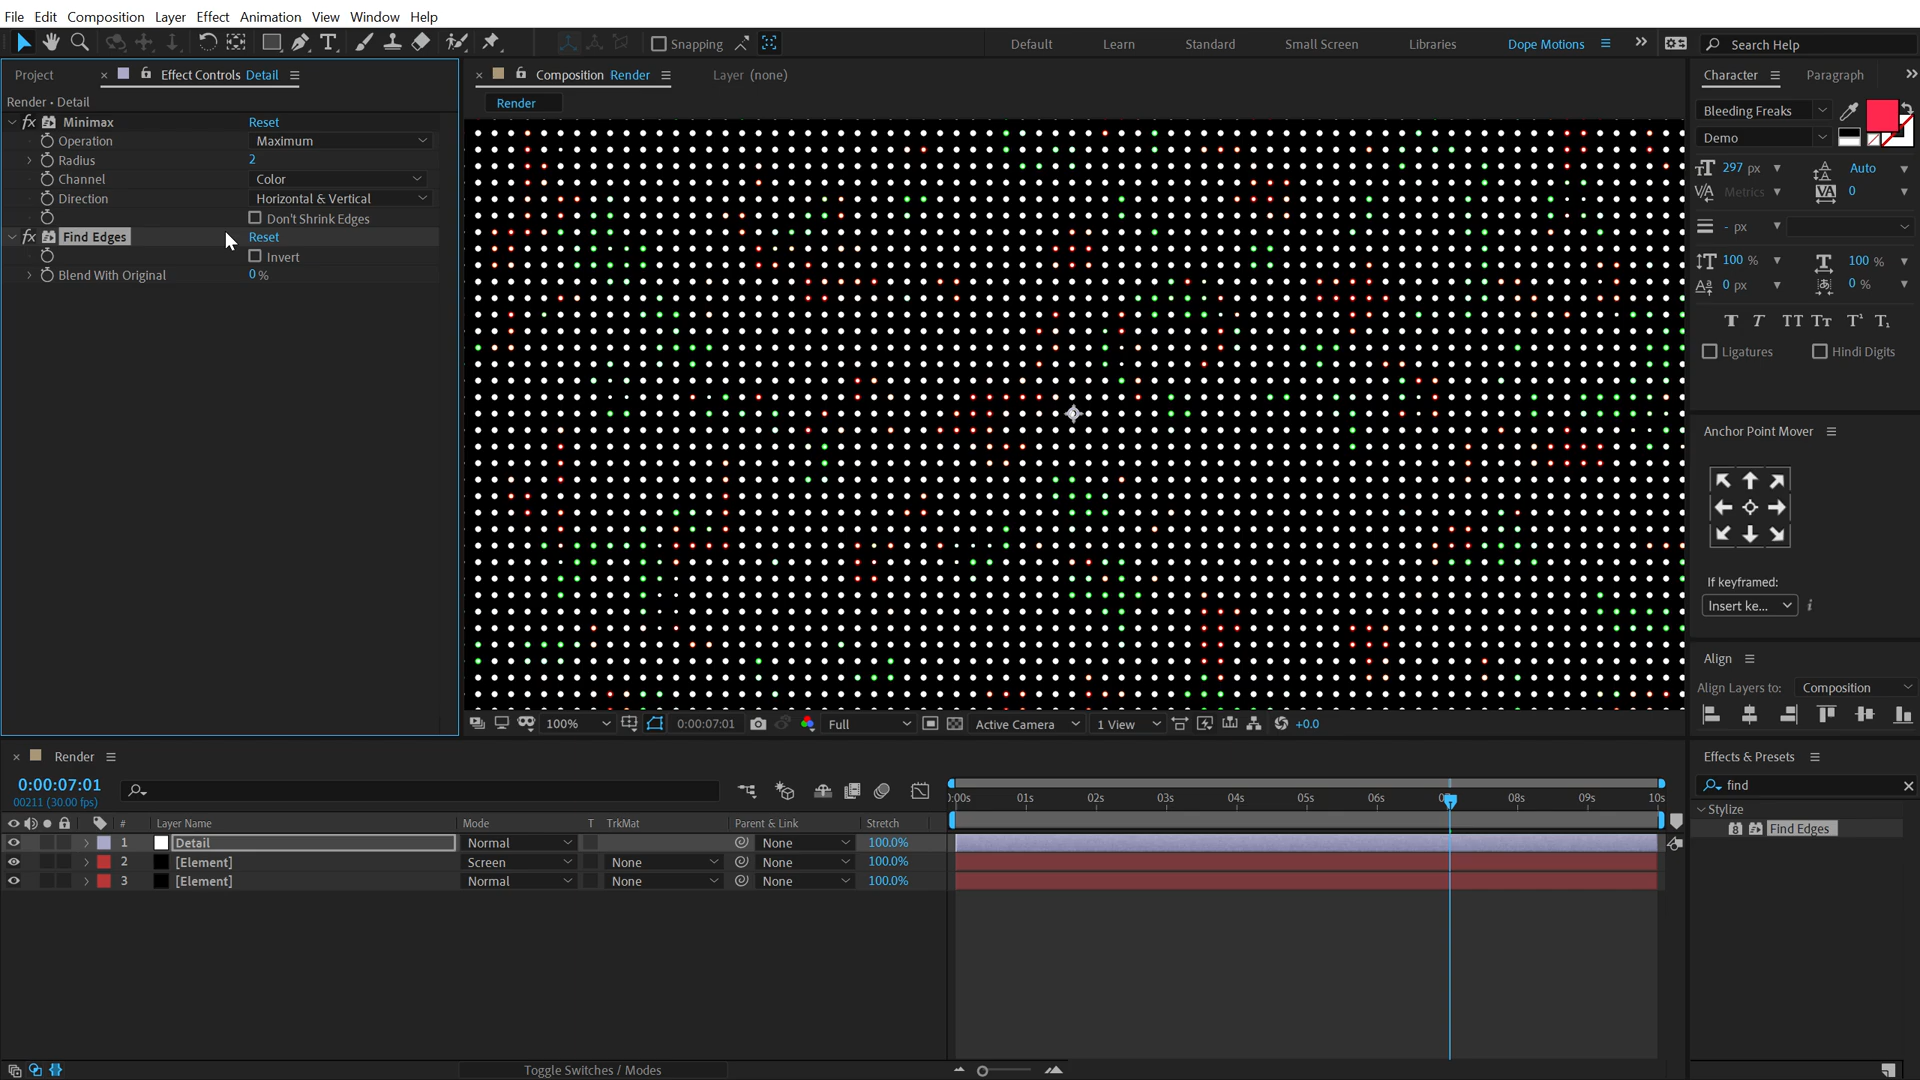 File Edit Composition Layer Effect Animation View Window Help
Snapping
Default Learn Standard Small Screen Libraries Dope Motions
Search Help
Project Effect Controls Detail
Composition Render Layer (none)
Character Paragraph
Render • Detail
Render
fx Minimax Reset
Operation Maximum
Radius 2
Channel Color
Direction Horizontal & Vertical
Don't Shrink Edges
fx Find Edges Reset
Invert
Blend With Original 0 %
Bleeding Freaks
Demo
297 px Auto
Metrics 0
- px
100 % 100 %
0 px 0 %
Ligatures Hindi Digits
Anchor Point Mover
If keyframed:
Insert ke...
Align
Align Layers to: Composition
100% 0:00:07:01 Full Active Camera 1 View +0.0
Render
0:00:07:01
00211 (30.00 fps)
# Layer Name Mode T TrkMat Parent & Link Stretch
1 Detail Normal None 100.0%
2 [Element] Screen None None 100.0%
3 [Element] Normal None None 100.0%
):00s 01s 02s 03s 04s 05s 06s 08s 09s 10s
Toggle Switches / Modes
Effects & Presets
find
Stylize
Find Edges